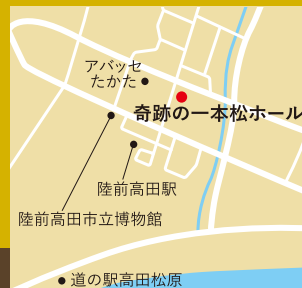 アバッセ
たかた
奇跡の一本松ホール
陸前高田駅
陸前高田市立博物館
道の駅高田松原